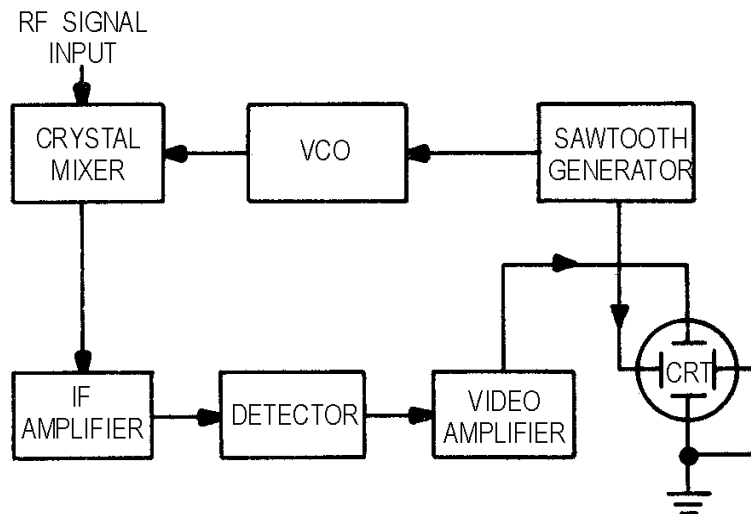 RF SIGNAL
INPUT
CRYSTAL
MIXER
VCO
SAWTOOTH
GENERATOR
IF
AMPLIFIER
DETECTOR
VIDEO
AMPLIFIER
CRT